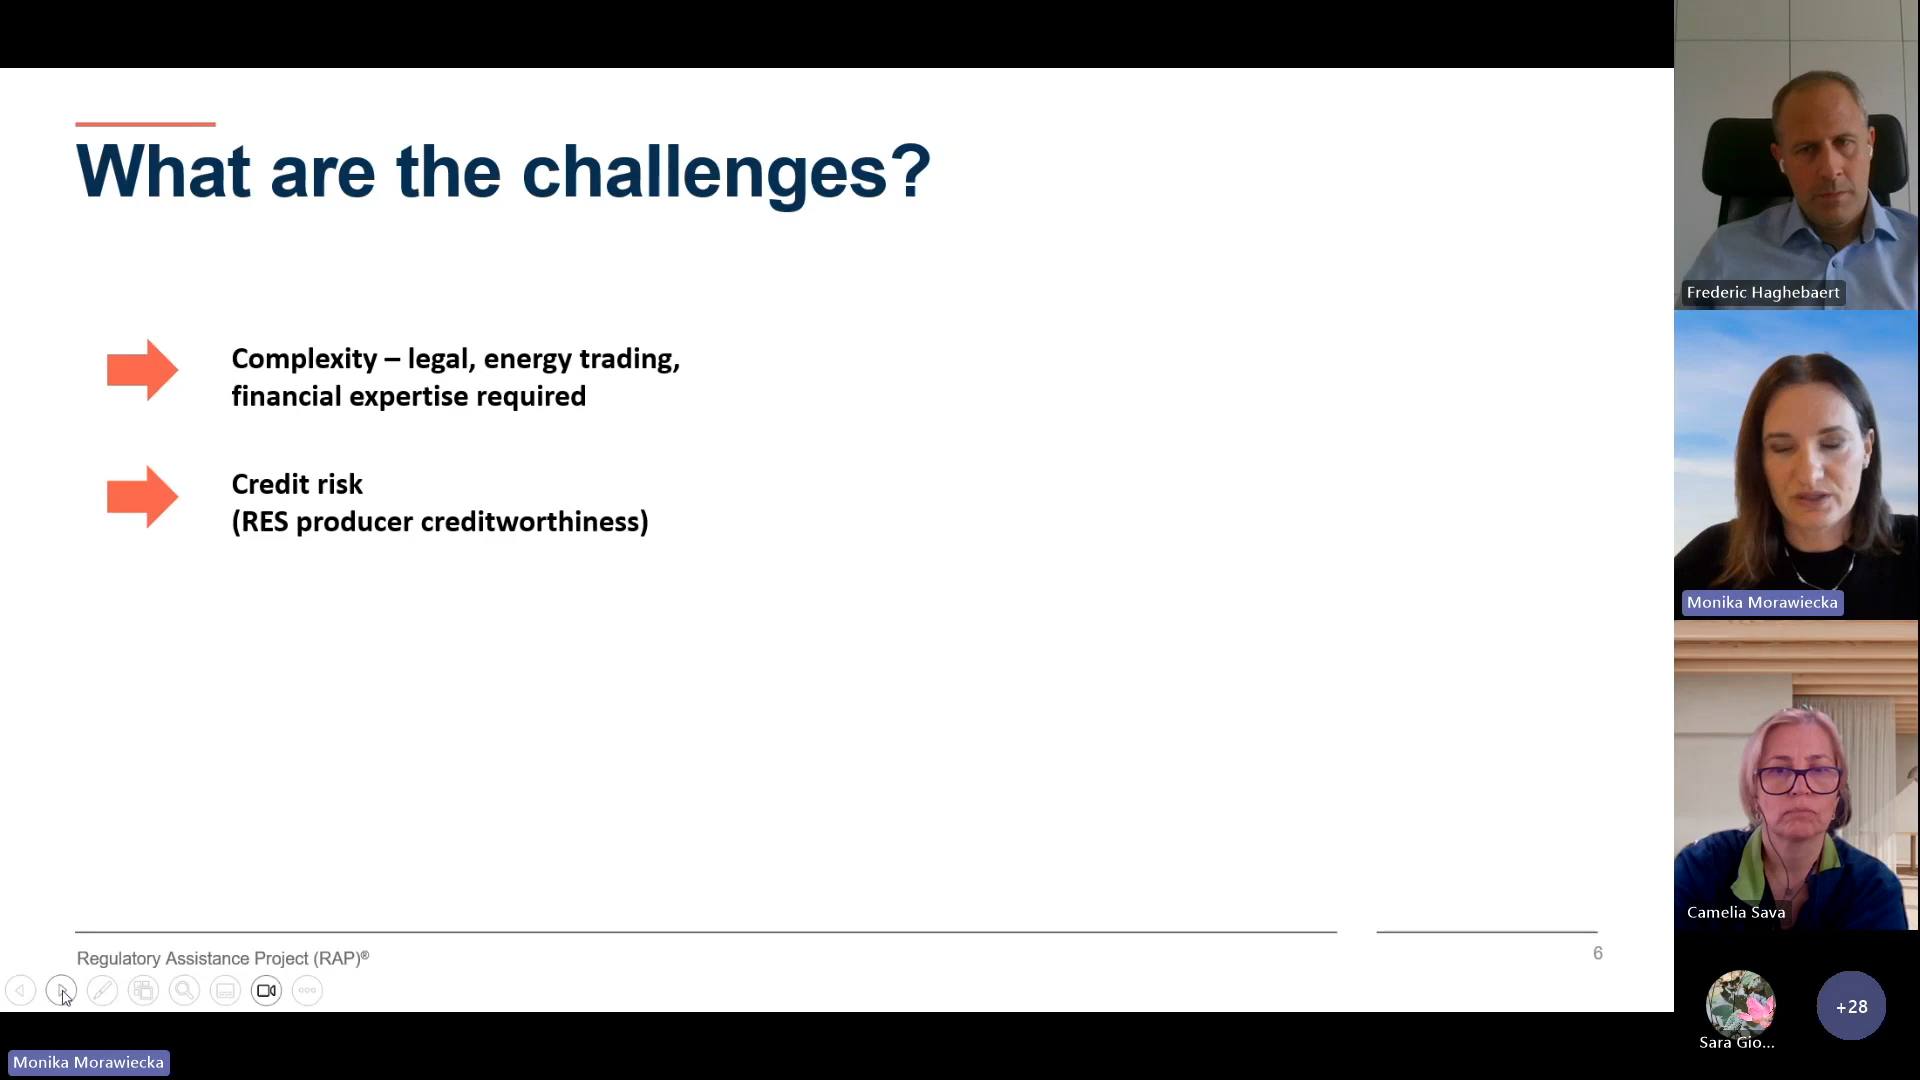 What are the challenges?
Complexity – legal, energy trading,
financial expertise required
Credit risk
(RES producer creditworthiness)
Regulatory Assistance Project (RAP)®
6
Monika Morawiecka
Frederic Haghebaert
Monika Morawiecka
Camelia Sava
Sara Gio...
+28